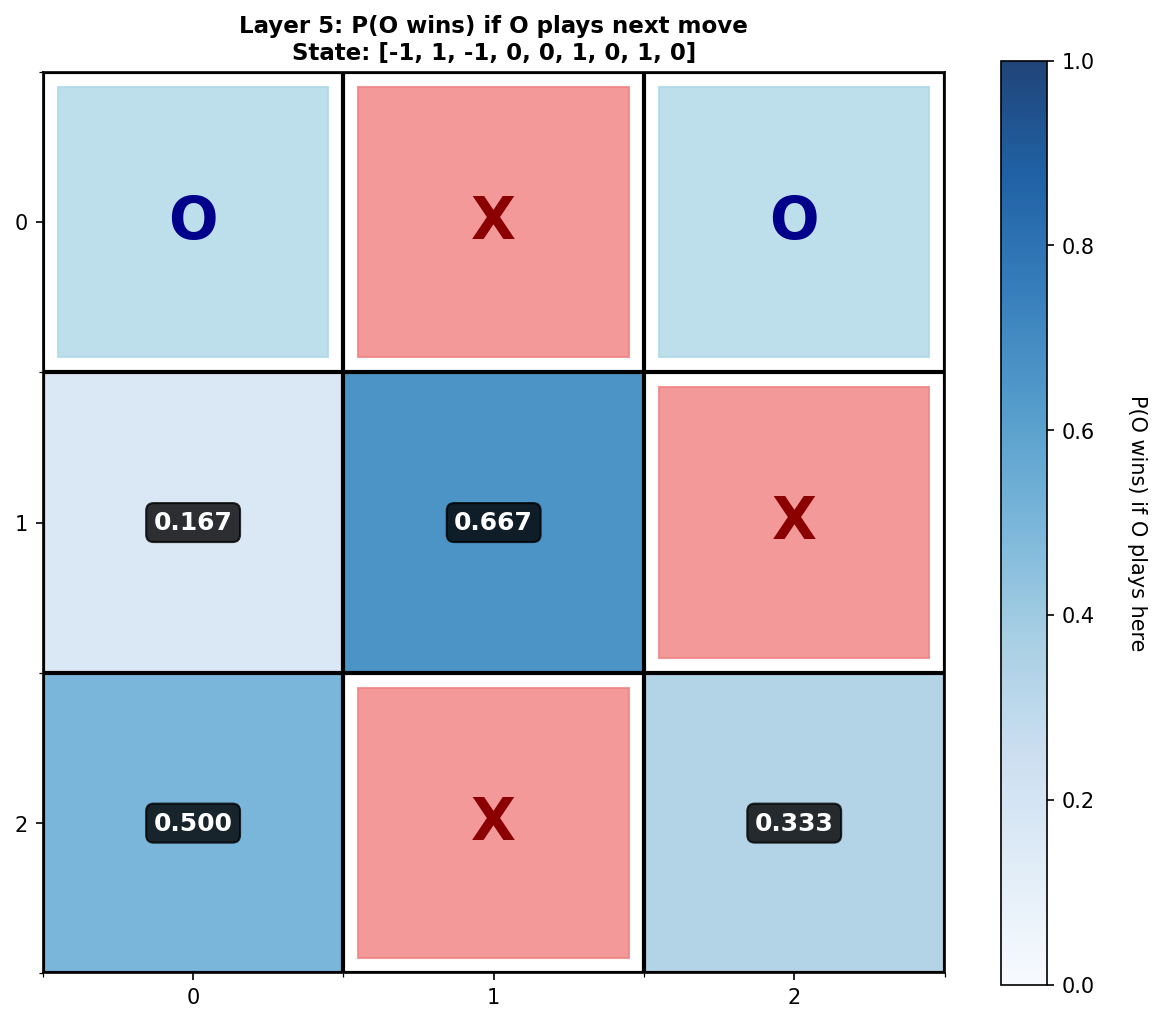 Layer 5: P(O wins) if O plays next move
State: [-1, 1, -1, 0, 0, 1, 0, 1, 0]
0
O
X
O
1
0.167
0.667
X
2
0.500
X
0.333
0
1
2
1.0
0.8
0.6
0.4
0.2
0.0
P(O wins) if O plays here